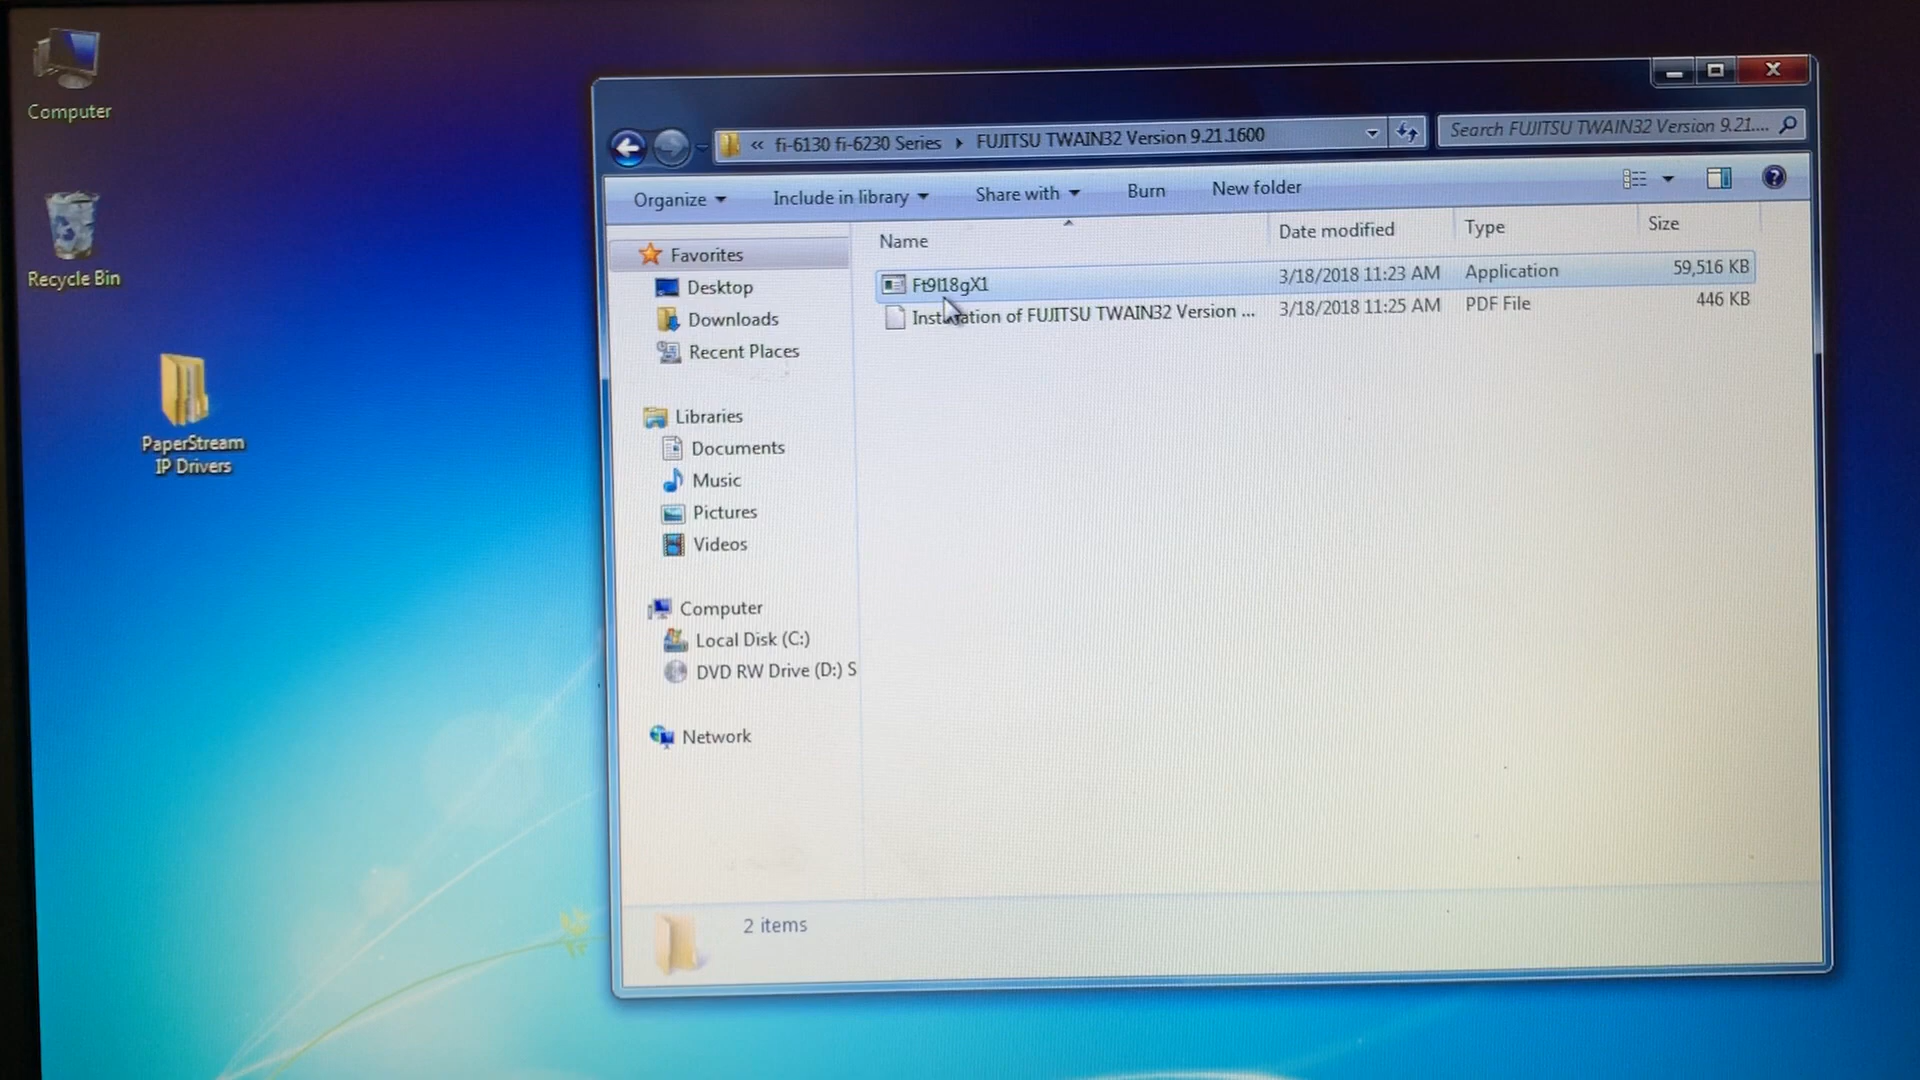 Computer
Recycle Bin
PaperStream
IP Drivers
« fi-6130 fi-6230 Series ▸ FUJITSU TWAIN32 Version 9.21.1600
Search FUJITSU TWAIN32 Version 9.21....
Organize Include in library Share with Burn New folder
Name Date modified Type Size
Ft9l18gX1 3/18/2018 11:23 AM Application 59,516 KB
Installation of FUJITSU TWAIN32 Version ... 3/18/2018 11:25 AM PDF File 446 KB
Favorites
Desktop
Downloads
Recent Places
Libraries
Documents
Music
Pictures
Videos
Computer
Local Disk (C:)
DVD RW Drive (D:) S
Network
2 items